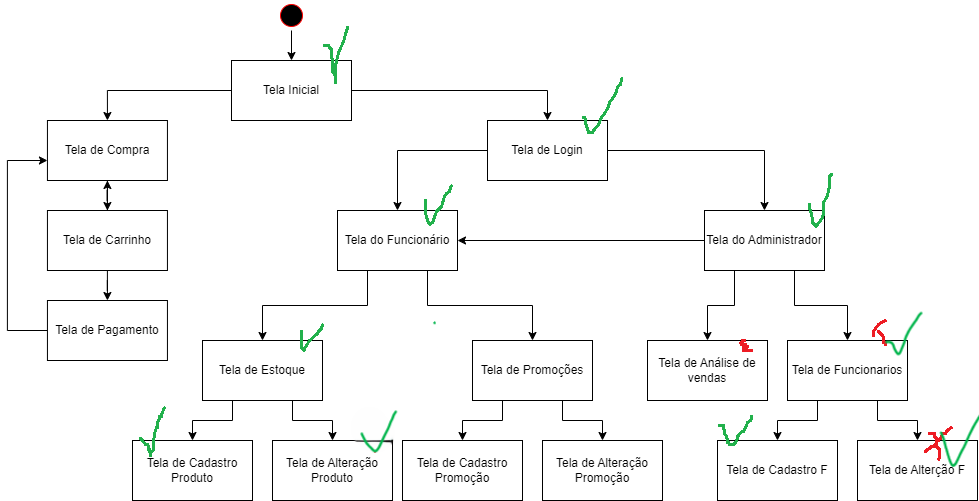 Tela Inicial
Tela de Compra
Tela de Login
Tela de Carrinho
Tela do Funcionário
Tela do Administrador
Tela de Pagamento
Tela de Estoque
Tela de Promoções
Tela de Análise de
vendas
Tela de Funcionarios
Tela de Cadastro
Produto
Tela de Alteração
Produto
Tela de Cadastro
Promoção
Tela de Alteração
Promoção
Tela de Cadastro F
Tela de Alterção F